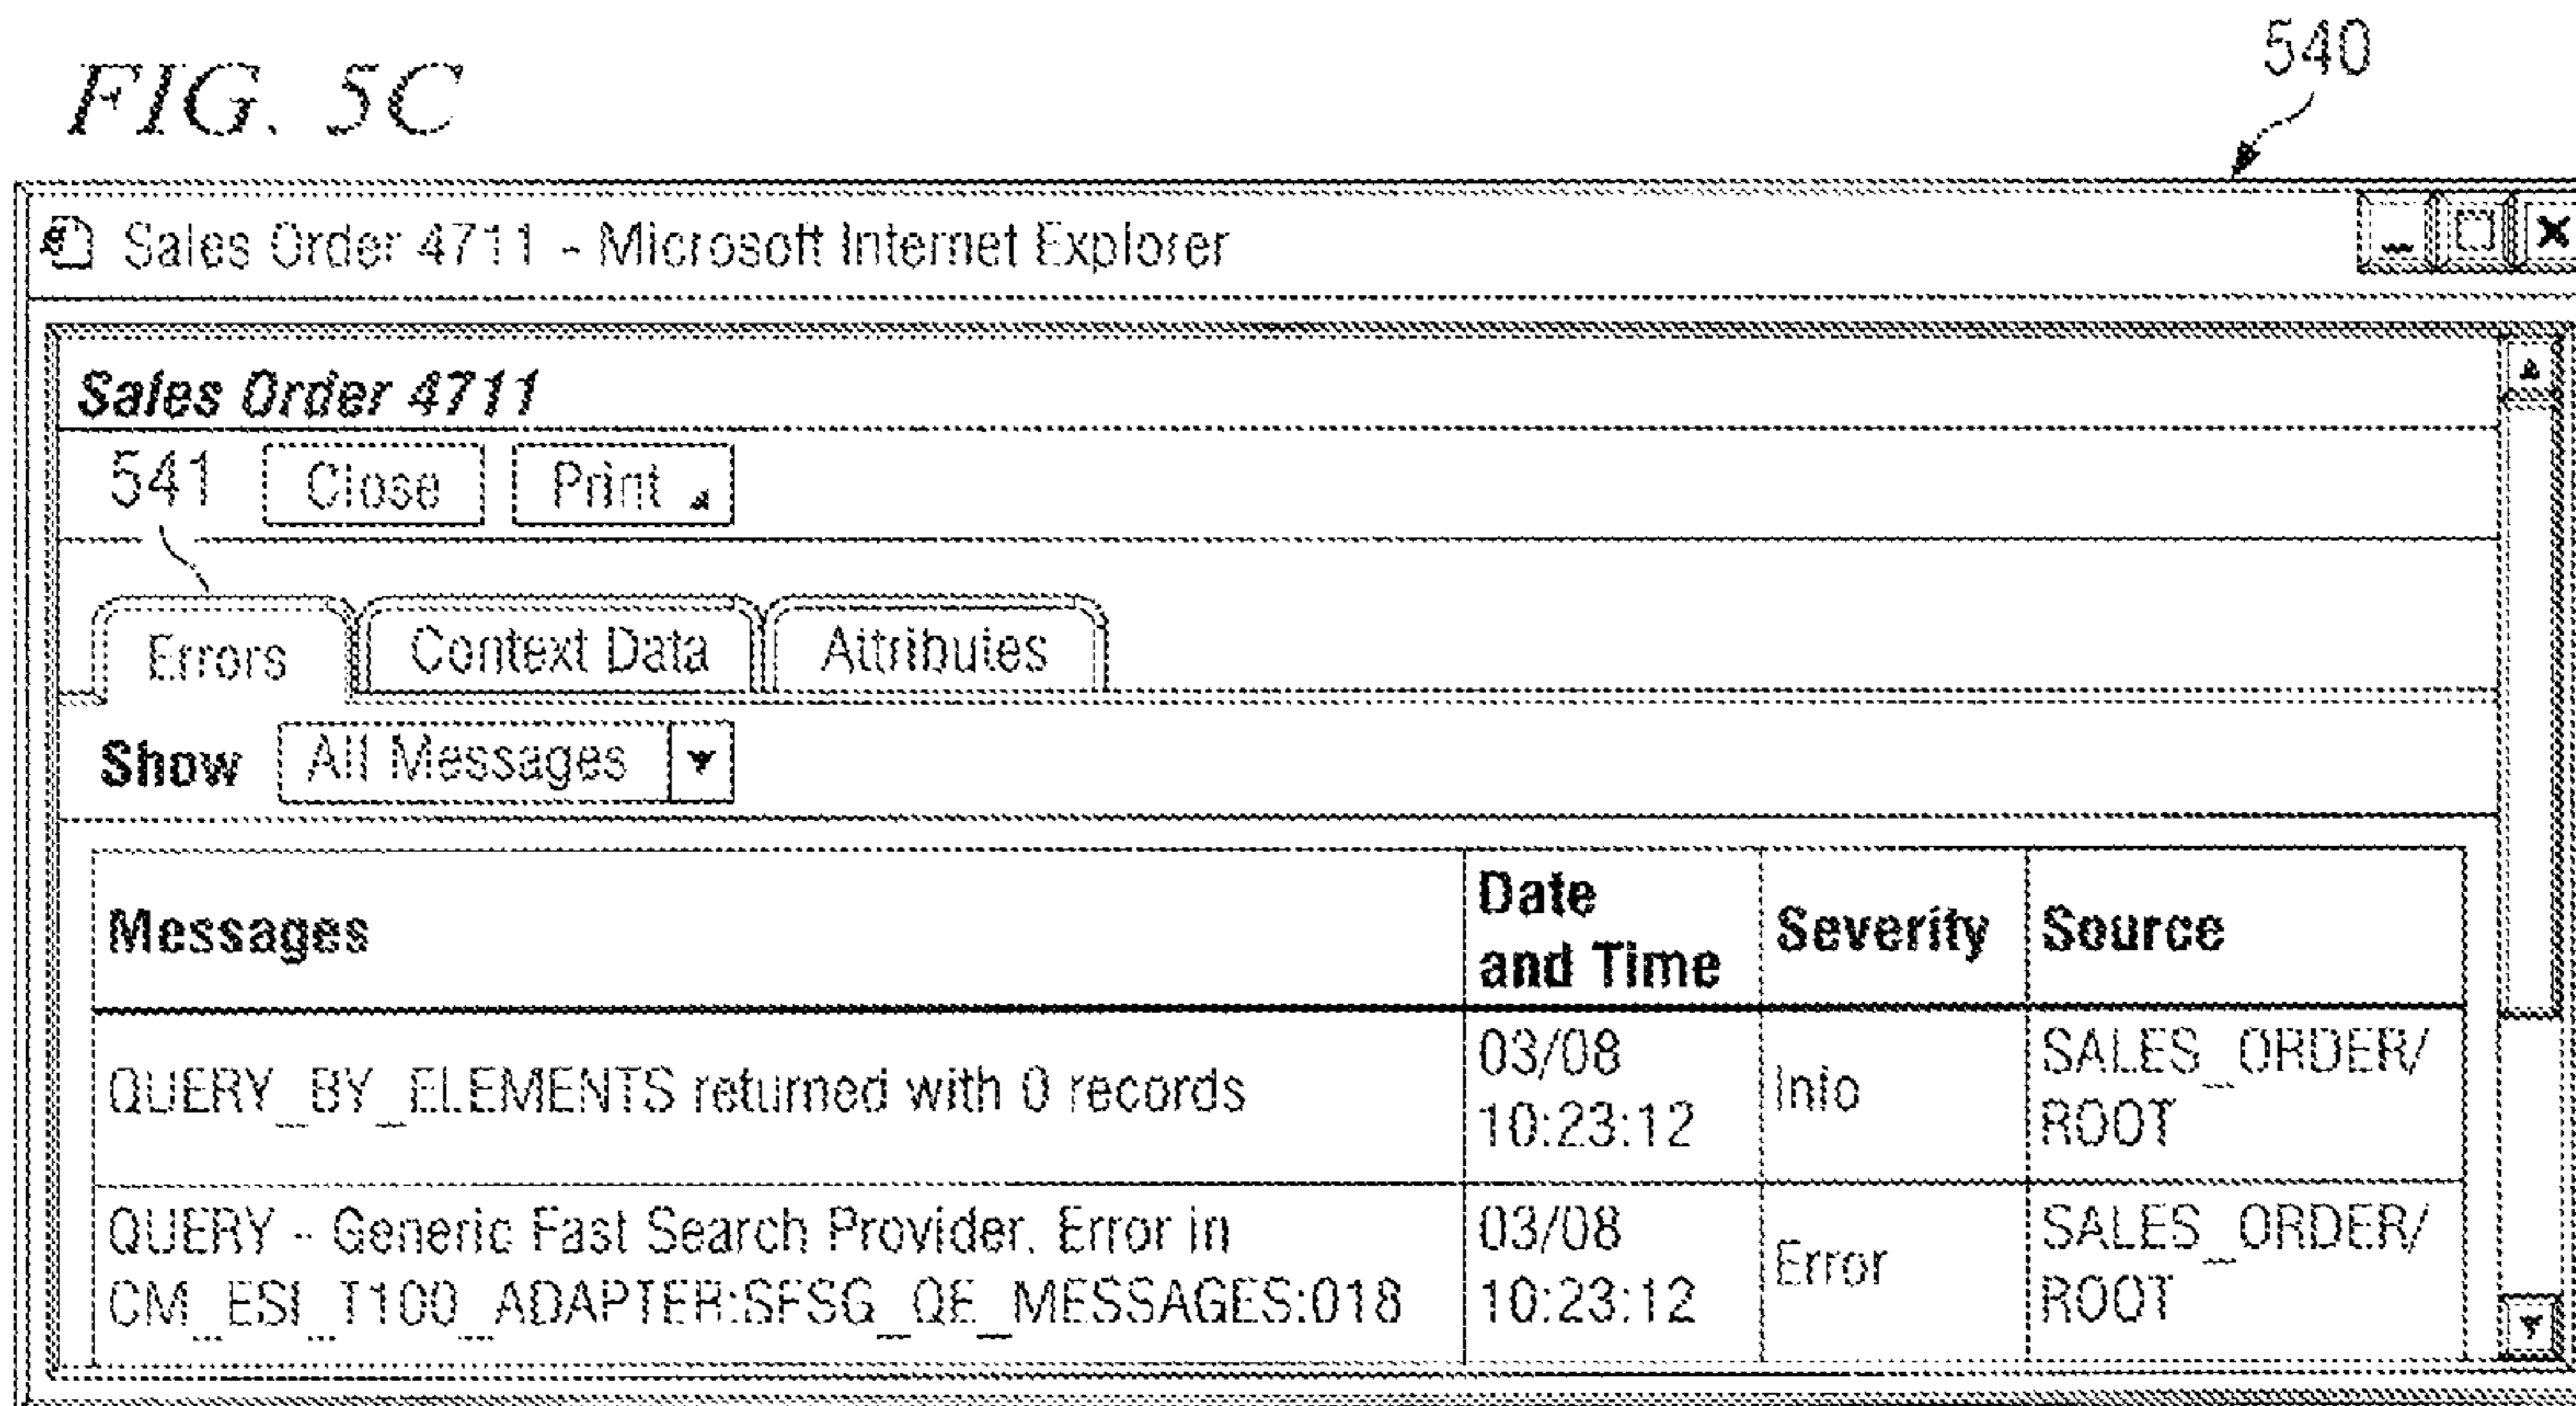 FIG. 5C
540
Sales Order 4711 - Microsoft Internet Explorer
Sales Order 4711
541 Close Print
Errors Context Data Attributes
Show All Messages
Messages Date and Time Severity Source
QUERY_BY_ELEMENTS returned with 0 records 03/08 10:23:12 Info SALES_ORDER/ROOT
QUERY - Generic Fast Search Provider. Error in
CM_ESI_T100_ADAPTER:SFSG_QE_MESSAGES:018 03/08 10:23:12 Error SALES_ORDER/ROOT